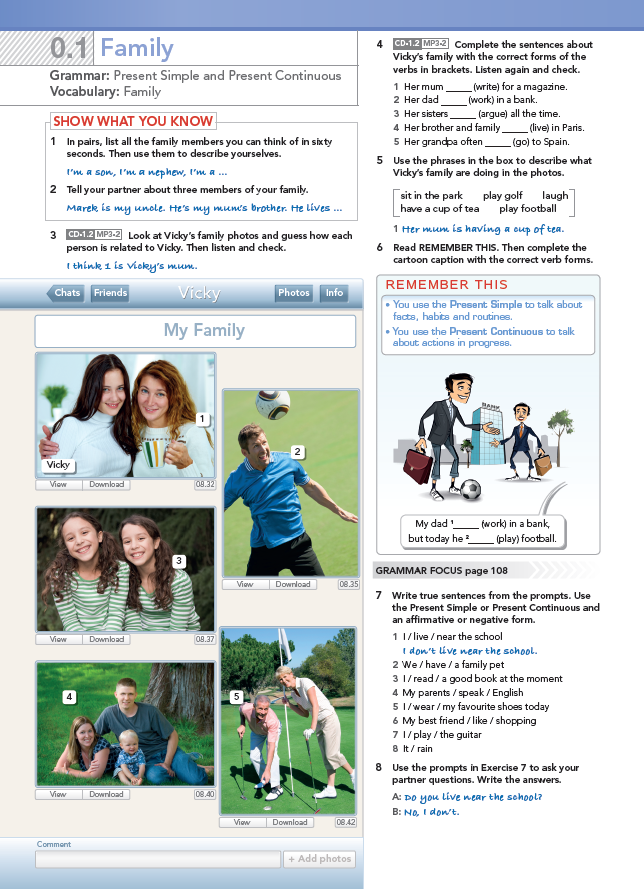 0.1 Family
Grammar: Present Simple and Present Continuous
Vocabulary: Family
SHOW WHAT YOU KNOW
1 In pairs, list all the family members you can think of in sixty
seconds. Then use them to describe yourselves.
I'm a son, I'm a nephew, I'm a ...
2 Tell your partner about three members of your family.
Marek is my uncle. He's my mum's brother. He lives ...
3 CD•1.2 MP3•2 Look at Vicky's family photos and guess how each
person is related to Vicky. Then listen and check.
I think 1 is Vicky's mum.
Chats Friends Vicky Photos Info
My Family
1
Vicky
View Download 08.32
2
View Download 08.35
3
View Download 08.37
4
View Download 08.40
5
View Download 08.42
Comment
+ Add photos
4 CD•1.2 MP3•2 Complete the sentences about
Vicky's family with the correct forms of the
verbs in brackets. Listen again and check.
1 Her mum _____ (write) for a magazine.
2 Her dad _____ (work) in a bank.
3 Her sisters _____ (argue) all the time.
4 Her brother and family _____ (live) in Paris.
5 Her grandpa often _____ (go) to Spain.
5 Use the phrases in the box to describe what
Vicky's family are doing in the photos.
sit in the park play golf laugh
have a cup of tea play football
1 Her mum is having a cup of tea.
6 Read REMEMBER THIS. Then complete the
cartoon caption with the correct verb forms.
REMEMBER THIS
• You use the Present Simple to talk about
facts, habits and routines.
• You use the Present Continuous to talk
about actions in progress.
BANK
My dad ¹_____ (work) in a bank,
but today he ²_____ (play) football.
GRAMMAR FOCUS page 108
7 Write true sentences from the prompts. Use
the Present Simple or Present Continuous and
an affirmative or negative form.
1 I / live / near the school
I don't live near the school.
2 We / have / a family pet
3 I / read / a good book at the moment
4 My parents / speak / English
5 I / wear / my favourite shoes today
6 My best friend / like / shopping
7 I / play / the guitar
8 It / rain
8 Use the prompts in Exercise 7 to ask your
partner questions. Write the answers.
A: Do you live near the school?
B: No, I don't.